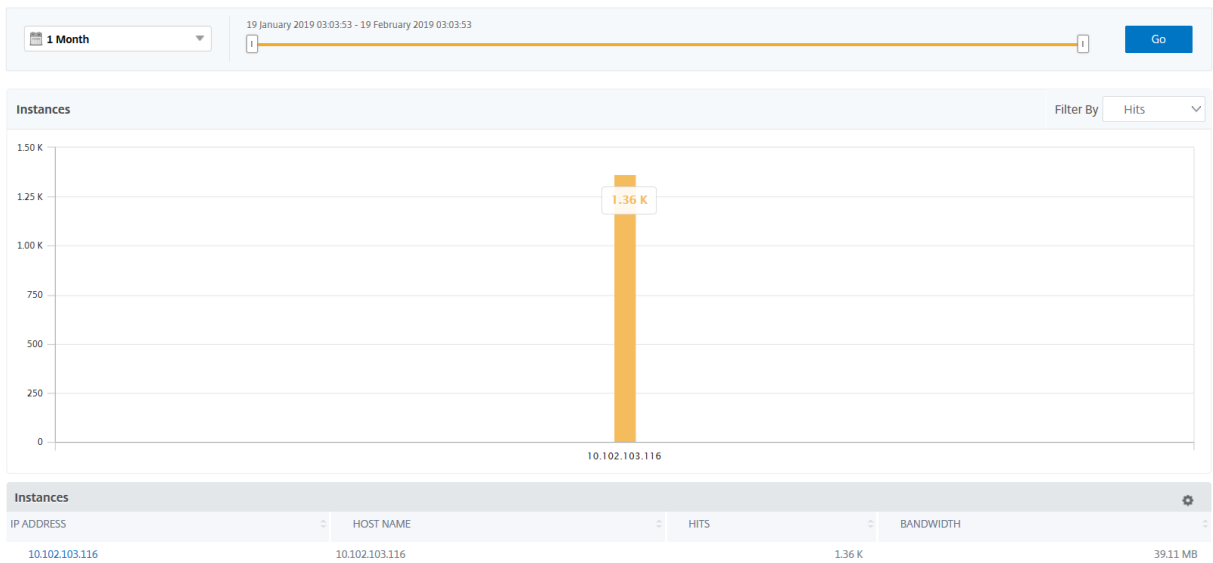 1 Month
19 January 2019 03:03:53 - 19 February 2019 03:03:53
Go
Instances
Filter By Hits
1.50 K
1.25 K
1.36 K
1.00 K
750
500
250
0
10.102.103.116
Instances
IP ADDRESS HOST NAME HITS BANDWIDTH
10.102.103.116 10.102.103.116 1.36 K 39.11 MB